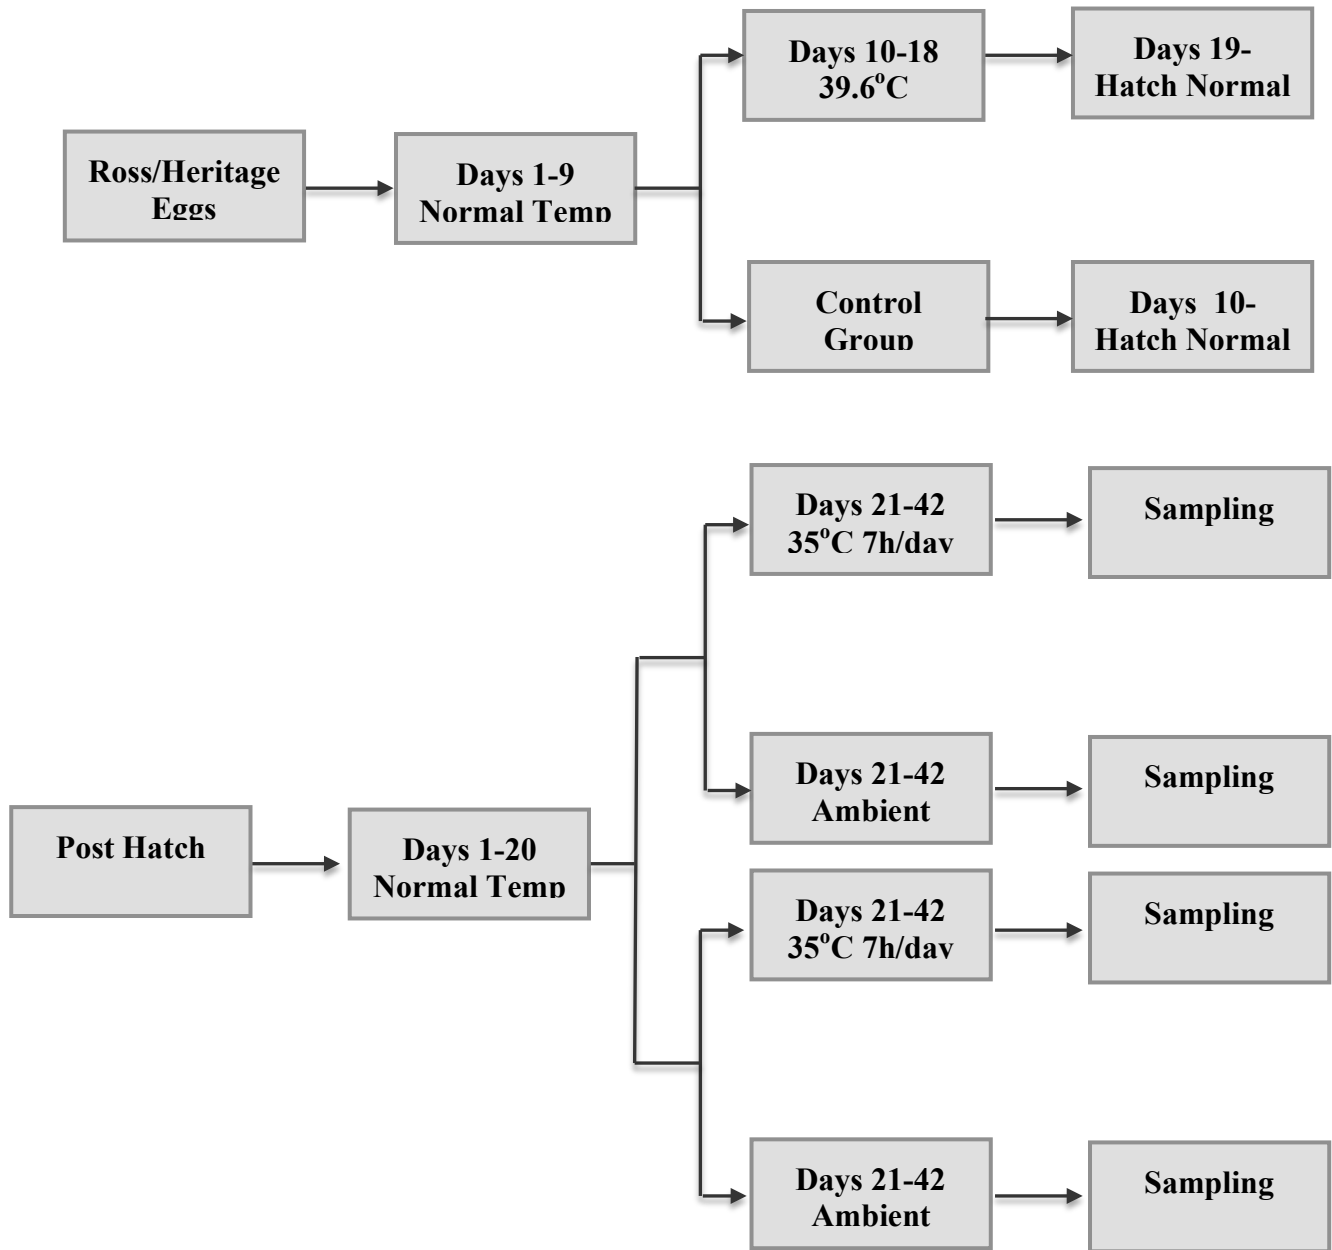 Ross/Heritage
Eggs
Days 1-9
Normal Temp
Days 10-18
39.6°C
Days 19-
Hatch Normal
Control
Group
Days 10-
Hatch Normal
Post Hatch
Days 1-20
Normal Temp
Days 21-42
35°C 7h/day
Sampling
Days 21-42
Ambient
Sampling
Days 21-42
35°C 7h/day
Sampling
Days 21-42
Ambient
Sampling